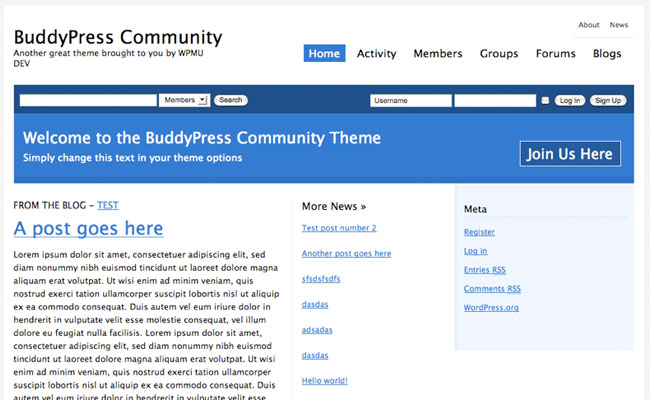 BuddyPress Community
Another great theme brought to you by WPMU
DEV
About News
Home Activity Members Groups Forums Blogs
Members Search Username Log In Sign Up
Welcome to the BuddyPress Community Theme
Simply change this text in your theme options
Join Us Here
FROM THE BLOG – TEST
A post goes here
Lorem ipsum dolor sit amet, consectetuer adipiscing elit, sed
diam nonummy nibh euismod tincidunt ut laoreet dolore magna
aliquam erat volutpat. Ut wisi enim ad minim veniam, quis
nostrud exerci tation ullamcorper suscipit lobortis nisl ut aliquip
ex ea commodo consequat. Duis autem vel eum iriure dolor in
hendrerit in vulputate velit esse molestie consequat, vel illum
dolore eu feugiat nulla facilisis. Lorem ipsum dolor sit amet,
consectetuer adipiscing elit, sed diam nonummy nibh euismod
tincidunt ut laoreet dolore magna aliquam erat volutpat. Ut wisi
enim ad minim veniam, quis nostrud exerci tation ullamcorper
suscipit lobortis nisl ut aliquip ex ea commodo consequat. Duis
autem vel eum iriure dolor in hendrerit in vulputate velit esse
More News »
Test post number 2
Another post goes here
sfsdsfsdfs
dasdas
adsadas
dasdas
Hello world!
Meta
Register
Log in
Entries RSS
Comments RSS
WordPress.org